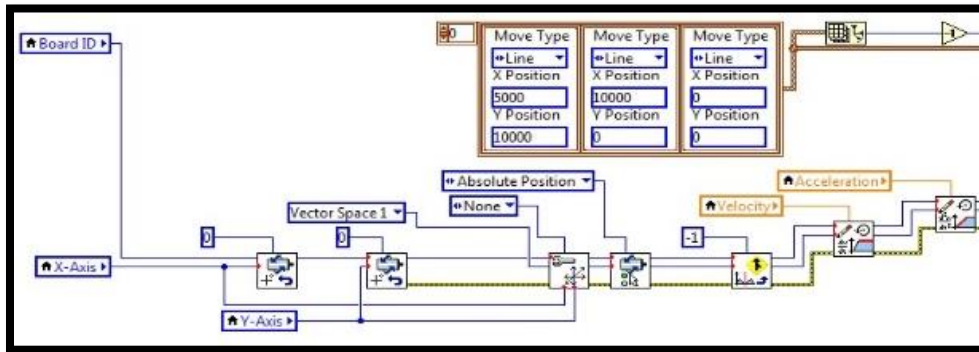 Board ID
0
Move Type Move Type Move Type
Line Line Line
X Position X Position X Position
5000 10000 0
Y Position Y Position Y Position
10000 0 0
-1
Absolute Position
Acceleration
None
Velocity
Vector Space 1
0 0 -1
X-Axis
Y-Axis